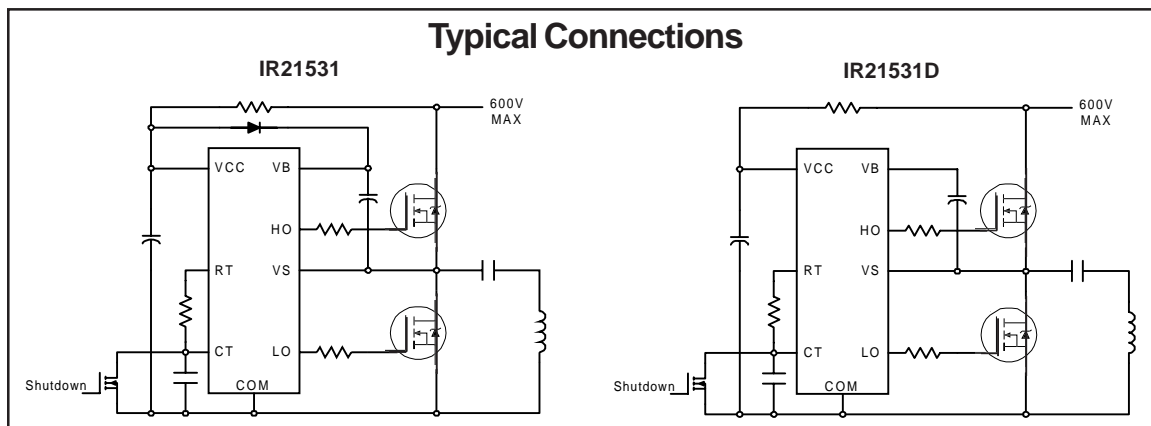 Typical Connections
IR21531
600V
MAX
VCC
VB
HO
RT
VS
CT
LO
COM
Shutdown
IR21531D
600V
MAX
VCC
VB
HO
RT
VS
CT
LO
COM
Shutdown